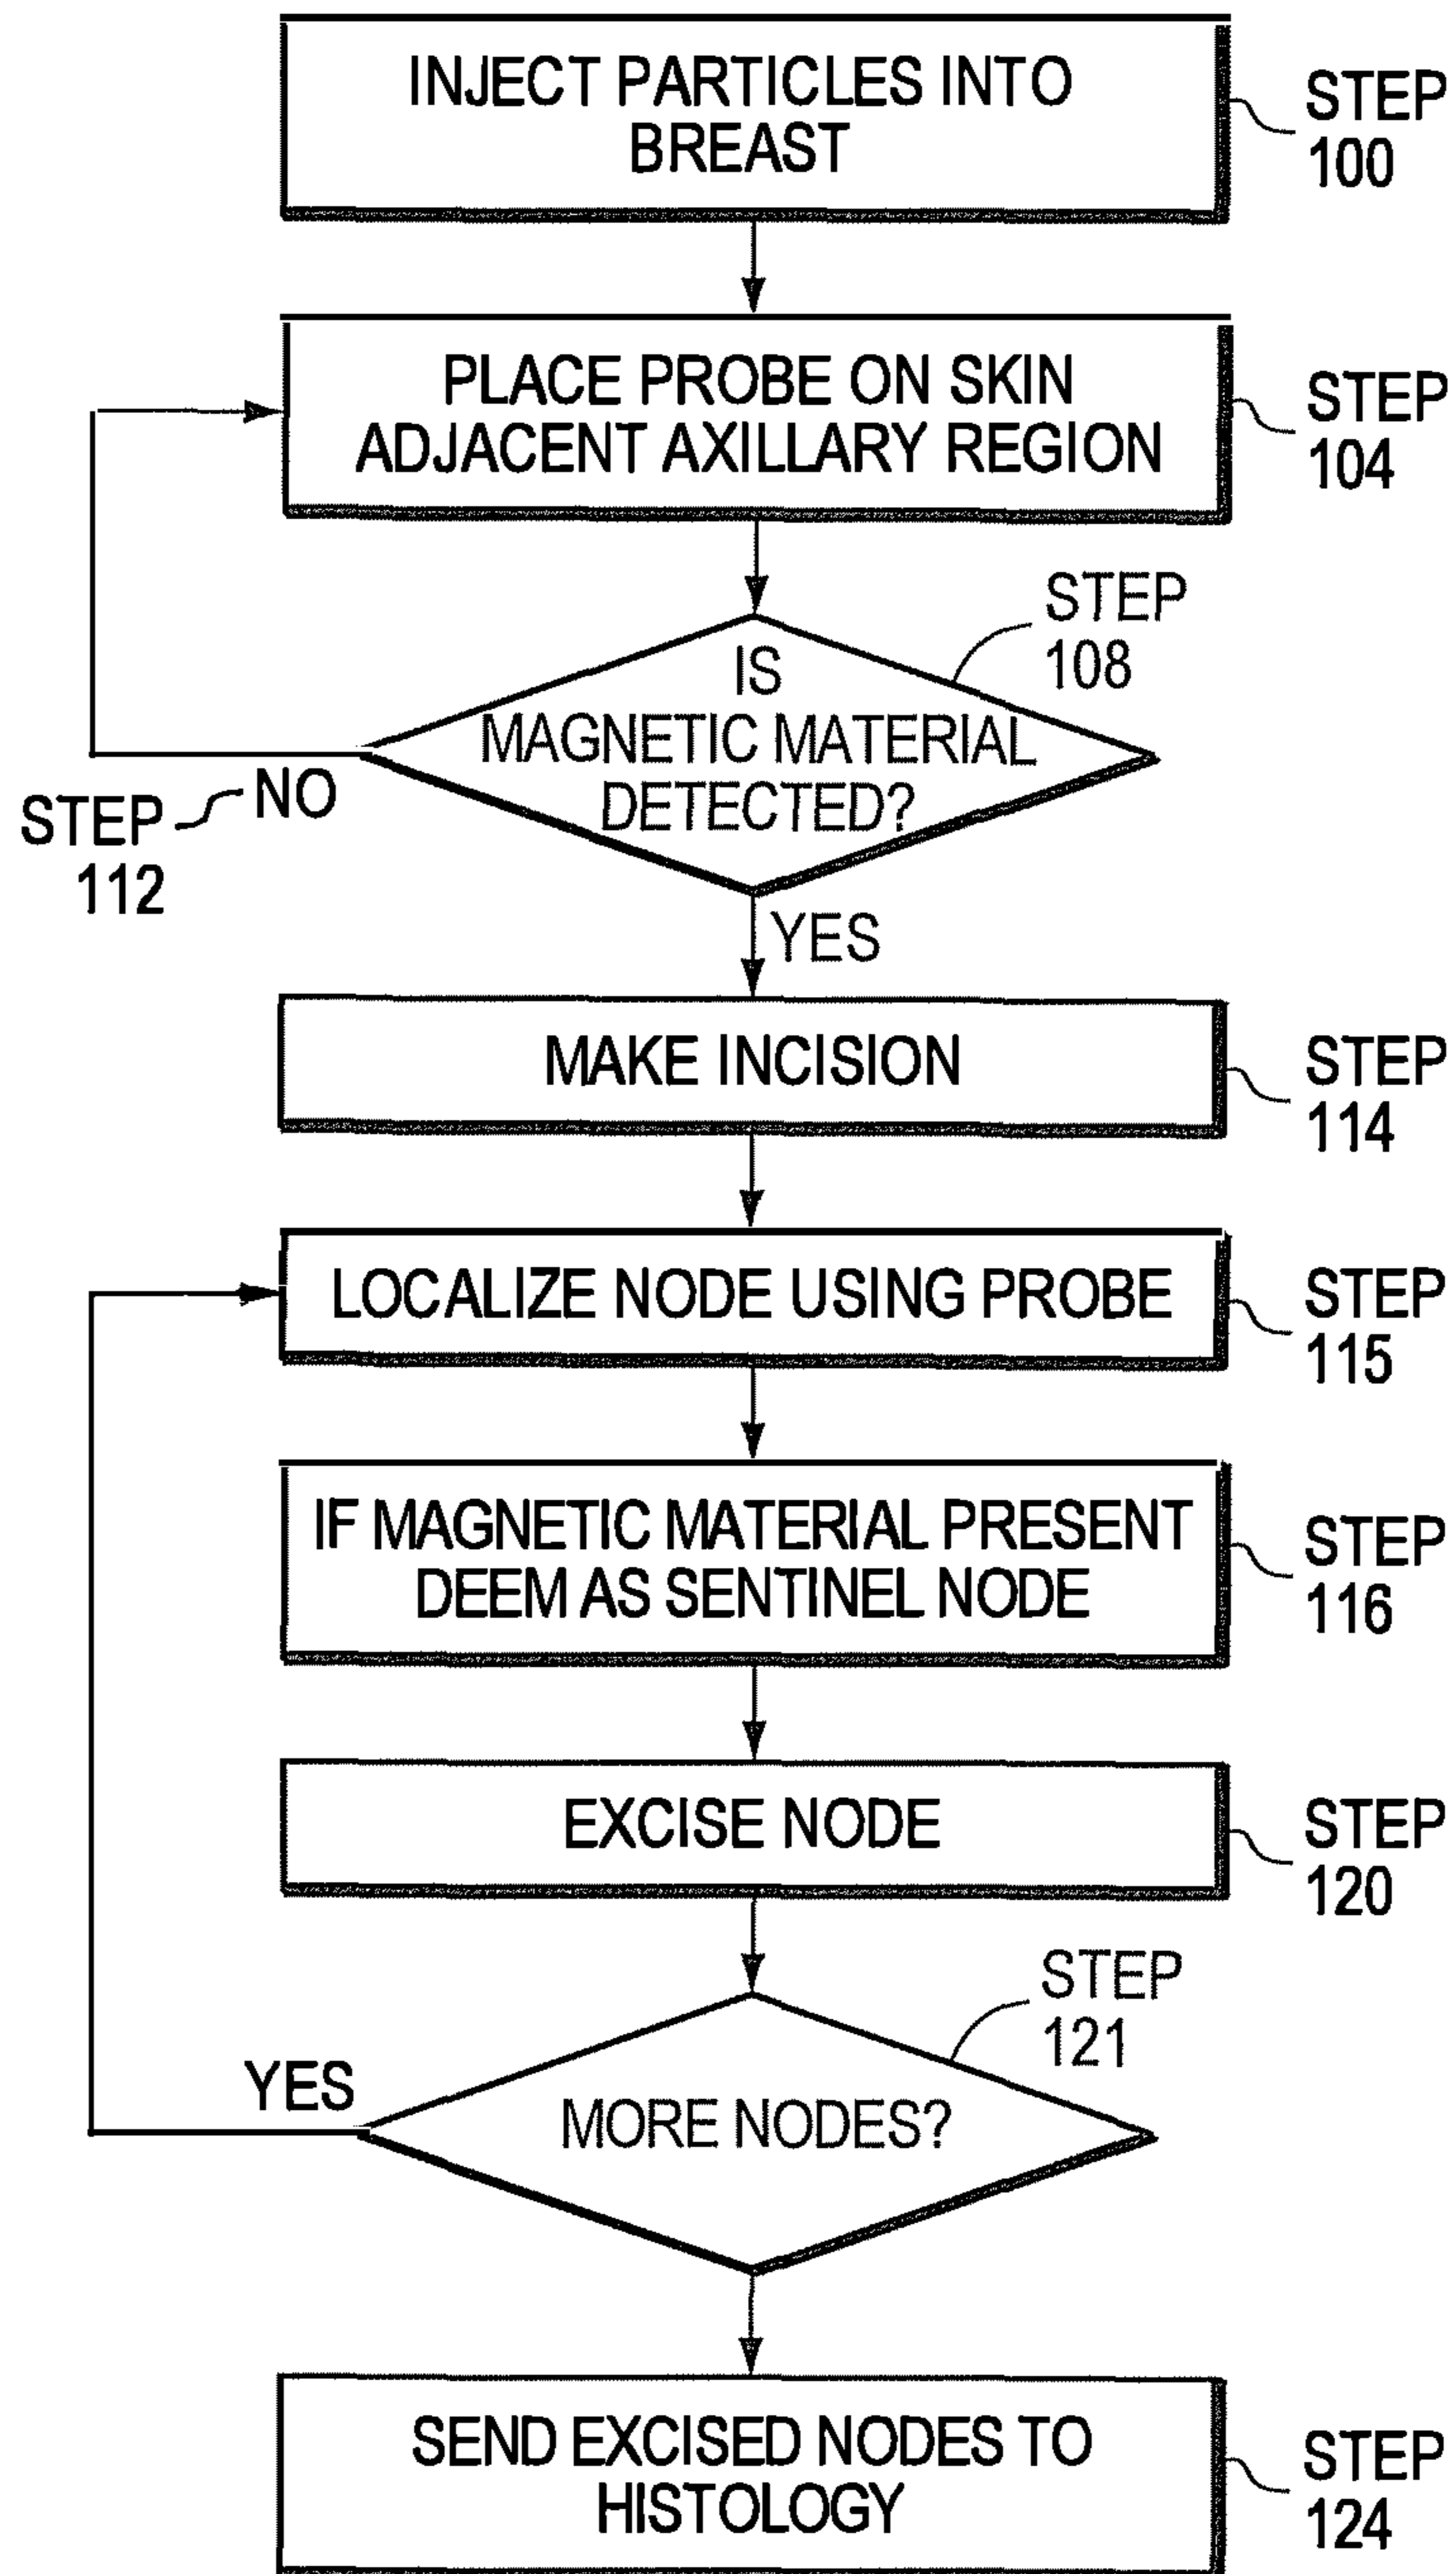 INJECT PARTICLES INTO
BREAST
STEP
100
PLACE PROBE ON SKIN
ADJACENT AXILLARY REGION
STEP
104
STEP
108
IS
MAGNETIC MATERIAL
DETECTED?
NO
STEP
112
YES
MAKE INCISION
STEP
114
LOCALIZE NODE USING PROBE
STEP
115
IF MAGNETIC MATERIAL PRESENT
DEEM AS SENTINEL NODE
STEP
116
EXCISE NODE
STEP
120
STEP
121
YES
MORE NODES?
SEND EXCISED NODES TO
HISTOLOGY
STEP
124